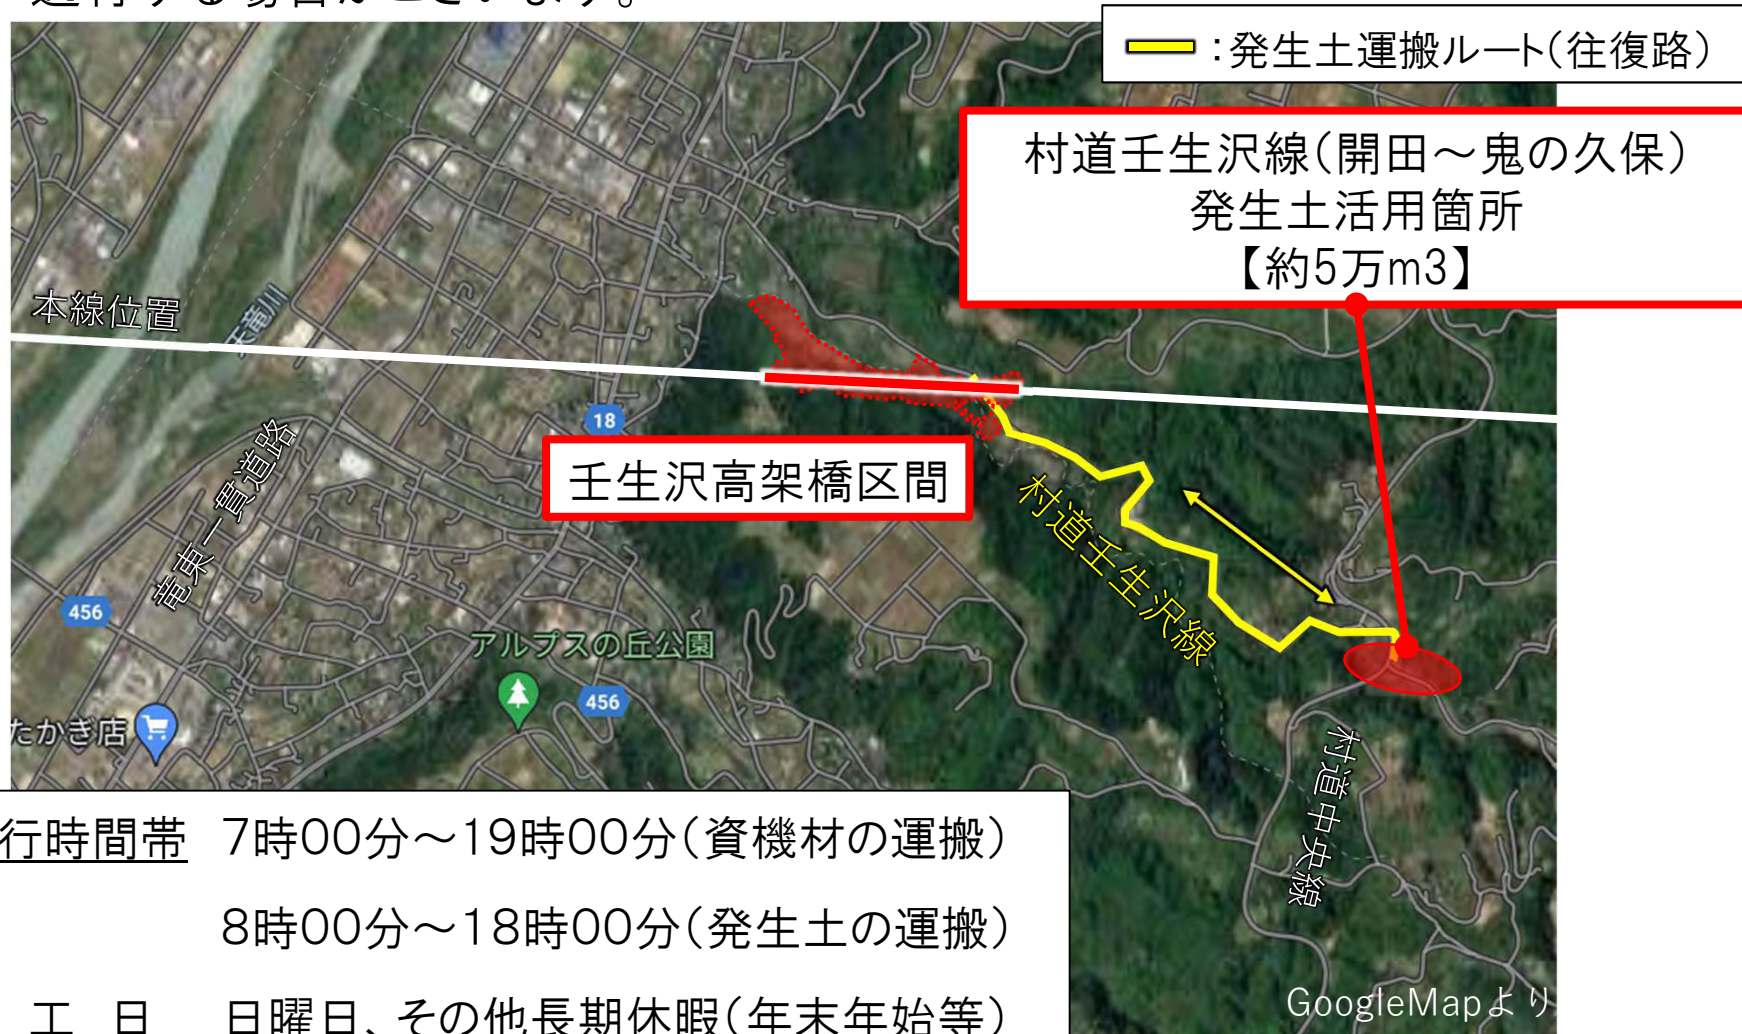 ：発生土運搬ルート（往復路）
村道壬生沢線（開田～鬼の久保）
発生土活用箇所
【約5万m3】
本線位置
天竜川
18
壬生沢高架橋区間
竜東一貫道路
村道壬生沢線
456
アルプスの丘公園
456
たかぎ店
村道中央線
行時間帯 7時00分～19時00分（資機材の運搬）
8時00分～18時00分（発生土の運搬）
工 日 日曜日、その他長期休暇（年末年始等）
GoogleMapより